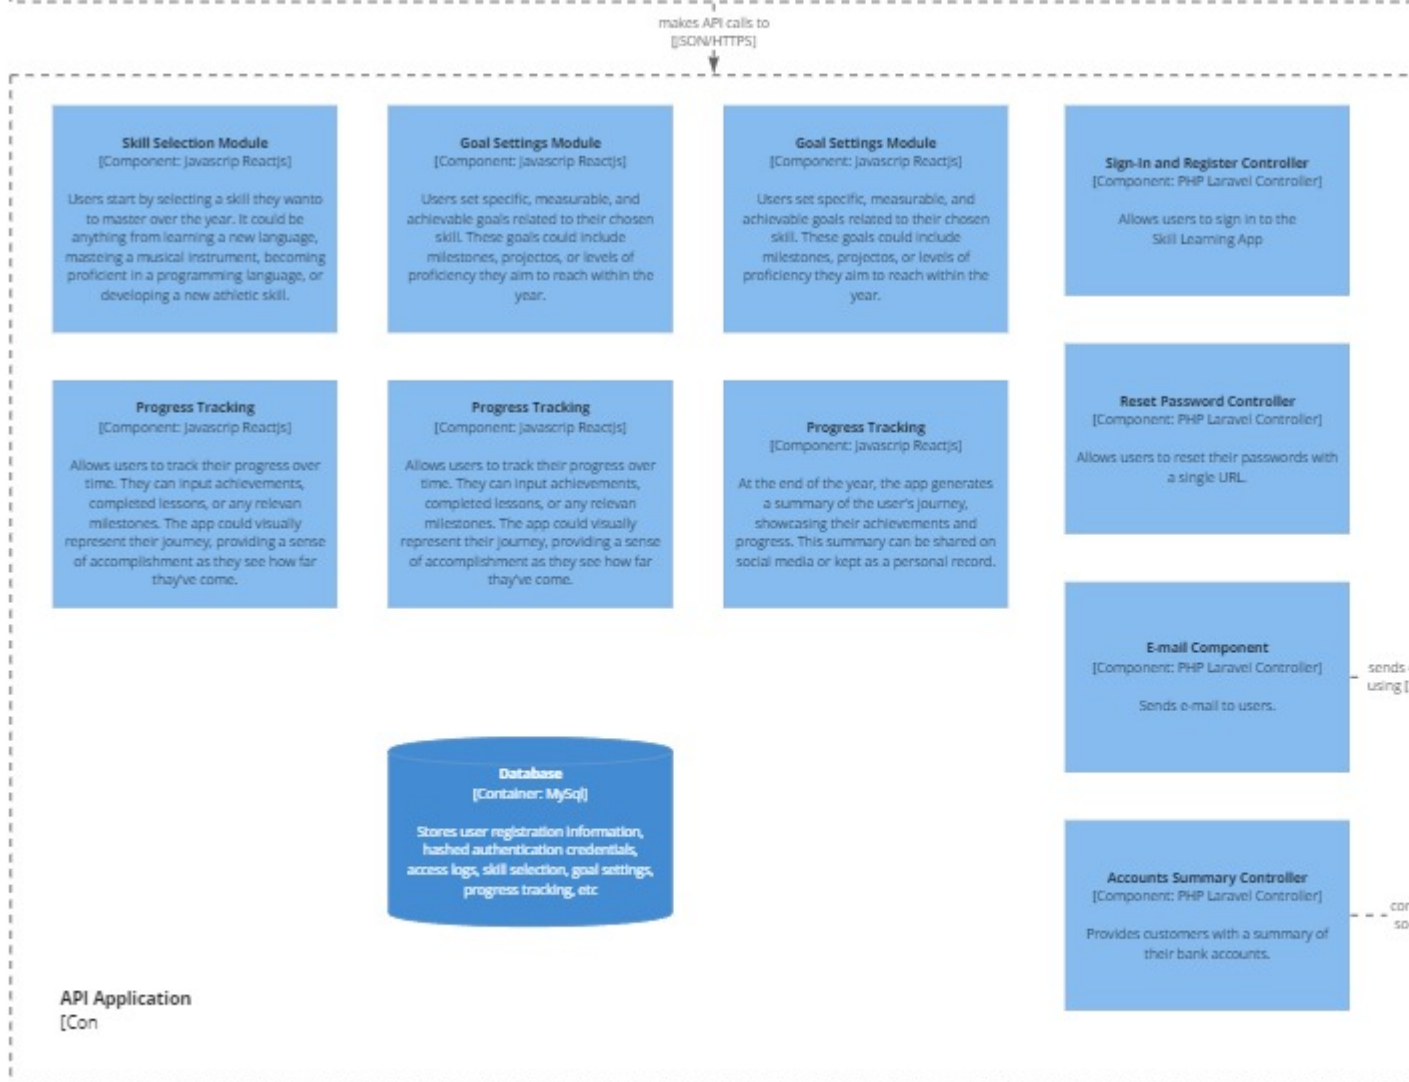 makes API calls to
[JSON/HTTPS]
Skill Selection Module
[Component: Javascrip Reactjs]
Users start by selecting a skill they wanto
to master over the year. It could be
anything from learning a new language,
masteing a musical instrument, becoming
proficient in a programming language, or
developing a new athletic skill.
Goal Settings Module
[Component: Javascrip Reactjs]
Users set specific, measurable, and
achievable goals related to their chosen
skill. These goals could include
milestones, projectos, or levels of
proficiency they aim to reach within the
year.
Goal Settings Module
[Component: Javascrip Reactjs]
Users set specific, measurable, and
achievable goals related to their chosen
skill. These goals could include
milestones, projectos, or levels of
proficiency they aim to reach within the
year.
Sign-In and Register Controller
[Component: PHP Laravel Controller]
Allows users to sign in to the
Skill Learning App
Progress Tracking
[Component: Javascrip Reactjs]
Allows users to track their progress over
time. They can input achievements,
completed lessons, or any relevan
milestones. The app could visually
represent their journey, providing a sense
of accomplishment as they see how far
thay've come.
Progress Tracking
[Component: Javascrip Reactjs]
Allows users to track their progress over
time. They can input achievements,
completed lessons, or any relevan
milestones. The app could visually
represent their journey, providing a sense
of accomplishment as they see how far
thay've come.
Progress Tracking
[Component: Javascrip Reactjs]
At the end of the year, the app generates
a summary of the user's journey,
showcasing their achievements and
progress. This summary can be shared on
social media or kept as a personal record.
Reset Password Controller
[Component: PHP Laravel Controller]
Allows users to reset their passwords with
a single URL.
E-mail Component
[Component: PHP Laravel Controller]
Sends e-mail to users.
sends
using [
Database
[Container: MySql]
Stores user registration information,
hashed authentication credentials,
access logs, skill selection, goal settings,
progress tracking, etc
Accounts Summary Controller
[Component: PHP Laravel Controller]
Provides customers with a summary of
their bank accounts.
API Application
[Con